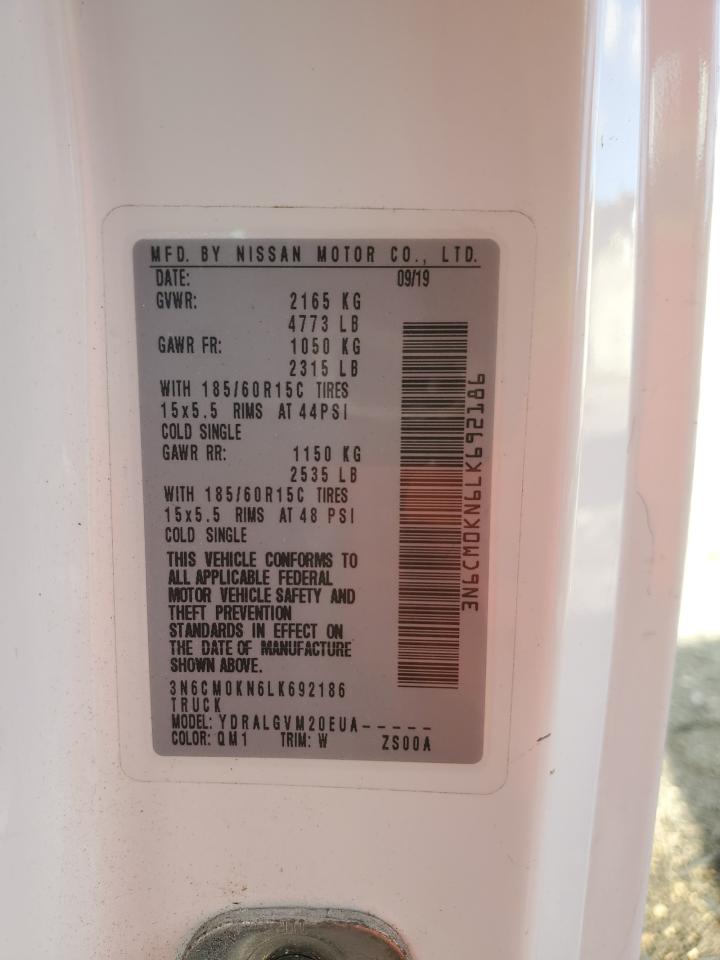 MFD. BY NISSAN MOTOR CO., LTD.
DATE: 09/19
GVWR: 2165 KG
4773 LB
GAWR FR: 1050 KG
2315 LB
WITH 185/60R15C TIRES
15x5.5 RIMS AT 44PSI
COLD SINGLE
GAWR RR: 1150 KG
2535 LB
WITH 185/60R15C TIRES
15x5.5 RIMS AT 48 PSI
COLD SINGLE
THIS VEHICLE CONFORMS TO
ALL APPLICABLE FEDERAL
MOTOR VEHICLE SAFETY AND
THEFT PREVENTION
STANDARDS IN EFFECT ON
THE DATE OF MANUFACTURE
SHOWN ABOVE.
3N6CM0KN6LK692186
TRUCK
MODEL: YDRALGVM20EUA-----
COLOR: QM1 TRIM: W ZS00A
3N6CM0KN6LK692186